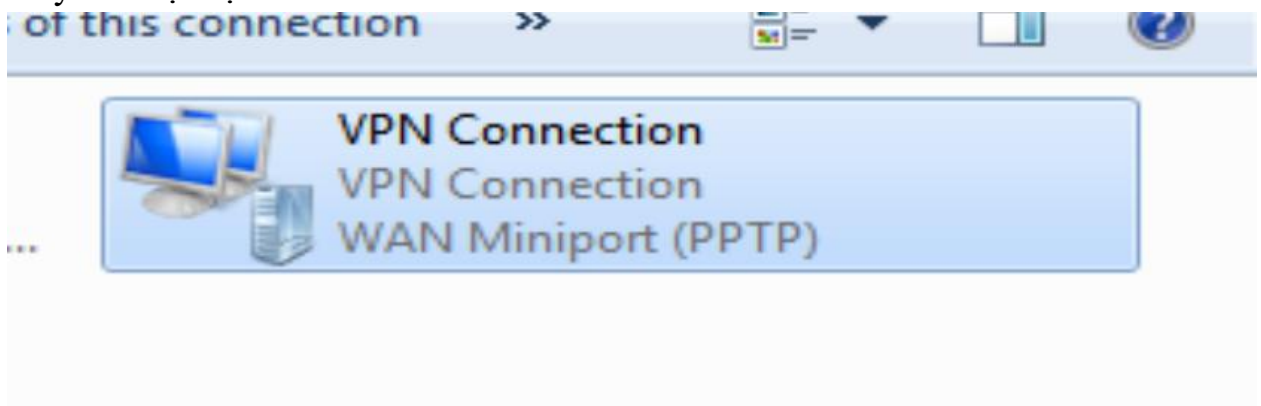 of this connection »
VPN Connection
VPN Connection
WAN Miniport (PPTP)
...